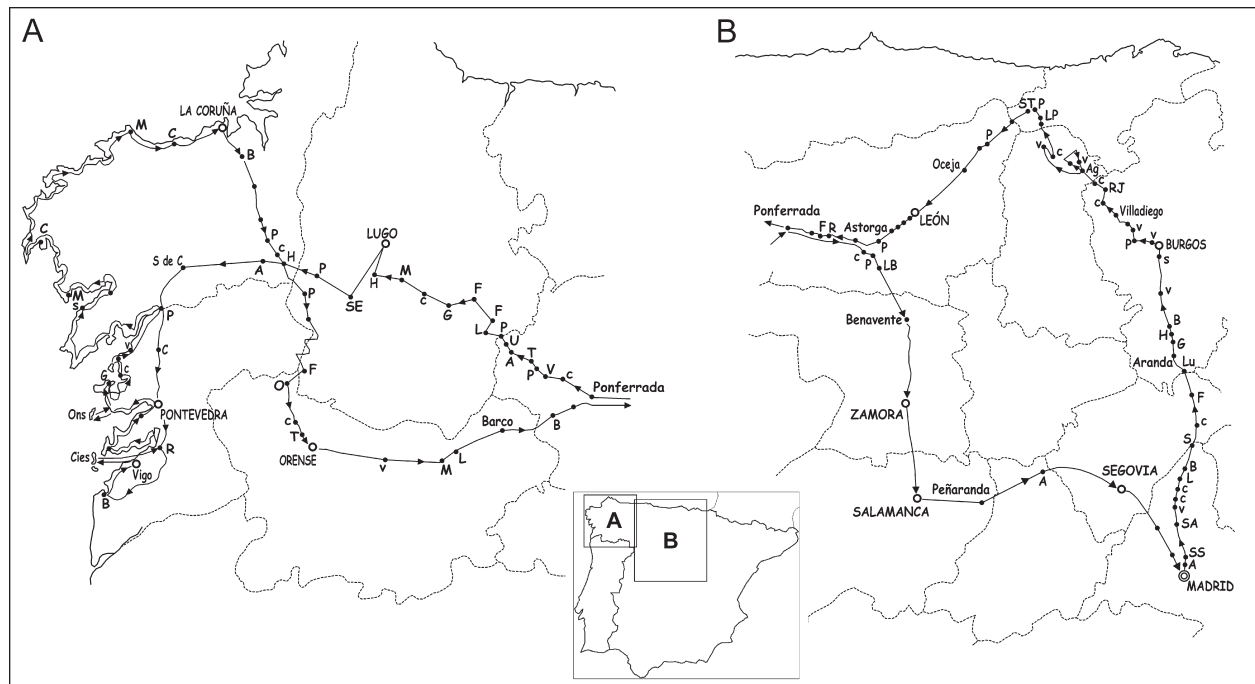 A
M
C
LA CORUÑA
B
C
P
c
H
LUGO
S de C
A
P
H
M
c
G
F
F
SE
M
s
P
P
L
P
U
A
T
P
V
c
Ponferrada
v
C
G
c
F
O
Ons
PONTEVEDRA
c
T
Barco
B
Cies
R
Vigo
ORENSE
v
M
L
B
A
B
B
ST P
LP
P
v
c
v
v
Ag
c
RJ
Oceja
c
Villadiego
Ponferrada
F R
Astorga
LEÓN
P
v
P
v
BURGOS
s
c
P
LB
v
Benavente
B
H
G
Aranda
Lu
ZAMORA
F
c
S
Peñaranda
A
SEGOVIA
B
L
c
c
v
SALAMANCA
SA
SS
A
MADRID